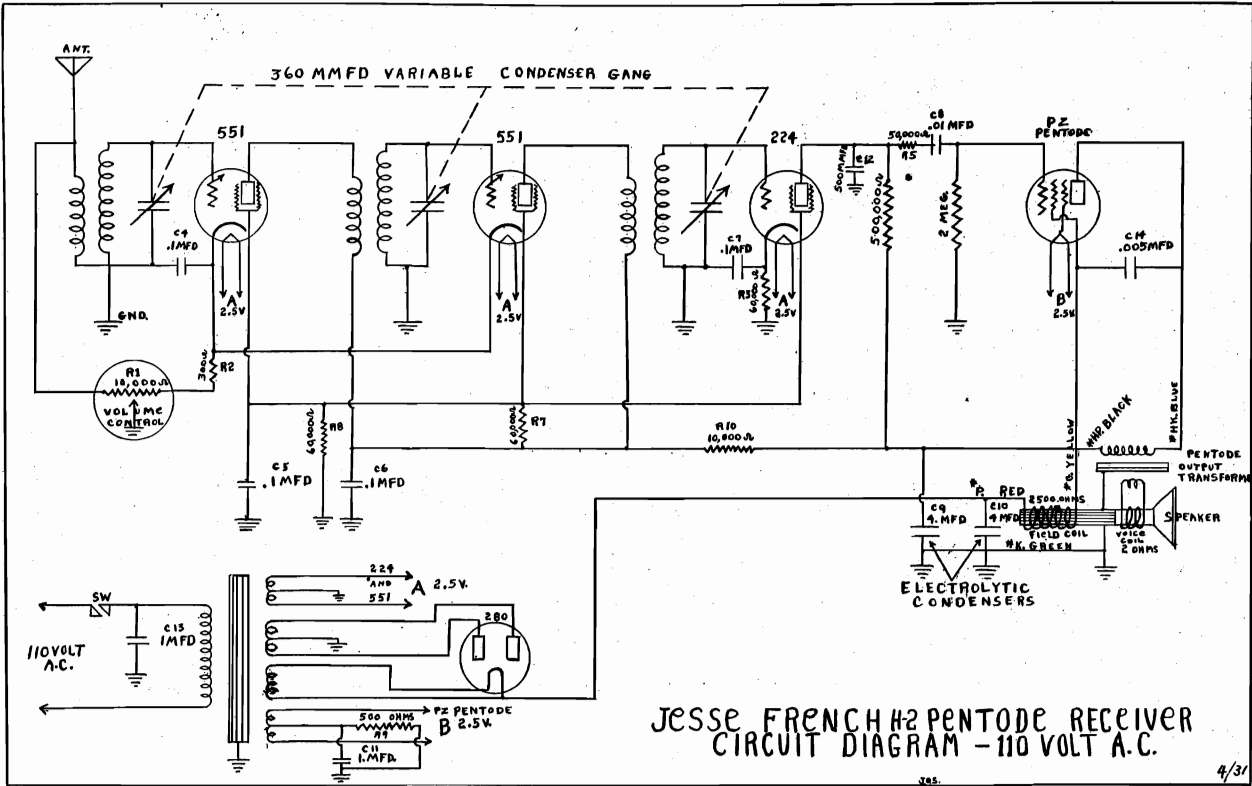 ANT.
360 MMFD VARIABLE CONDENSER GANG
551
551
224
C8
.01 MFD
PZ
PENTODE
50,000Ω
R5
C12
500MMFD
500,000Ω
2 MEG.
C4
.1MFD
C7
.1MFD
R3
60,000Ω
C14
.005MFD
A
2.5V.
A
2.5V.
A
2.5V.
B
2.5V.
GND.
R1
10,000Ω
VOLUME
CONTROL
300Ω
R2
R8
60,000Ω
R7
60,000Ω
R10
10,000Ω
C5
.1MFD
C6
.1MFD
#HP. BLACK
#HK. BLUE
#B. YELLOW
PENTODE
OUTPUT
TRANSFORM
#P. RED
C9
4.MFD
C10
4 MFD
2500.OHMS
FIELD COIL
#K. GREEN
VOICE
COIL
2 OHMS
SPEAKER
ELECTROLYTIC
CONDENSERS
SW
C13
1MFD
110 VOLT
A.C.
224
AND
551
A 2.5V.
280
PZ PENTODE
B 2.5V.
500 OHMS
R9
C11
1.MFD.
JESSE FRENCH H-2 PENTODE RECEIVER
CIRCUIT DIAGRAM - 110 VOLT A.C.
4/31